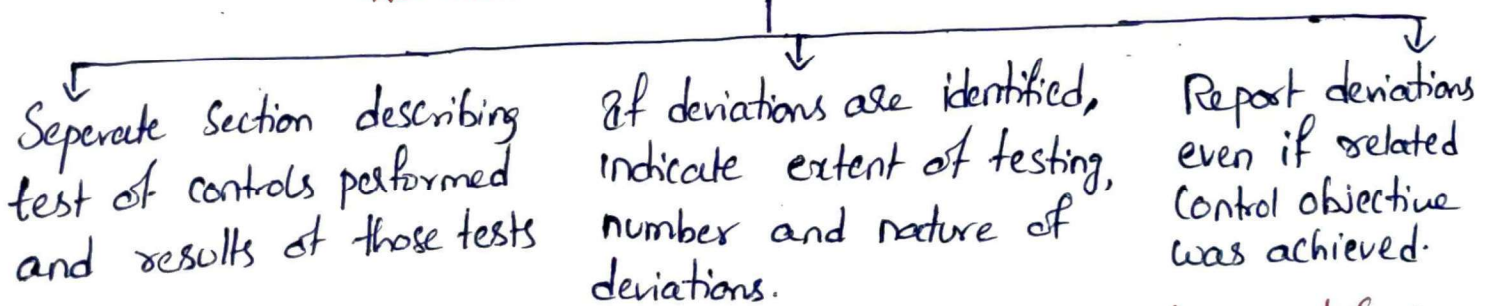 Seperate Section describing
test of controls performed
and results of those tests
If deviations are identified,
indicate extent of testing,
number and nature of
deviations.
Report deviations
even if related
Control objective
was achieved.